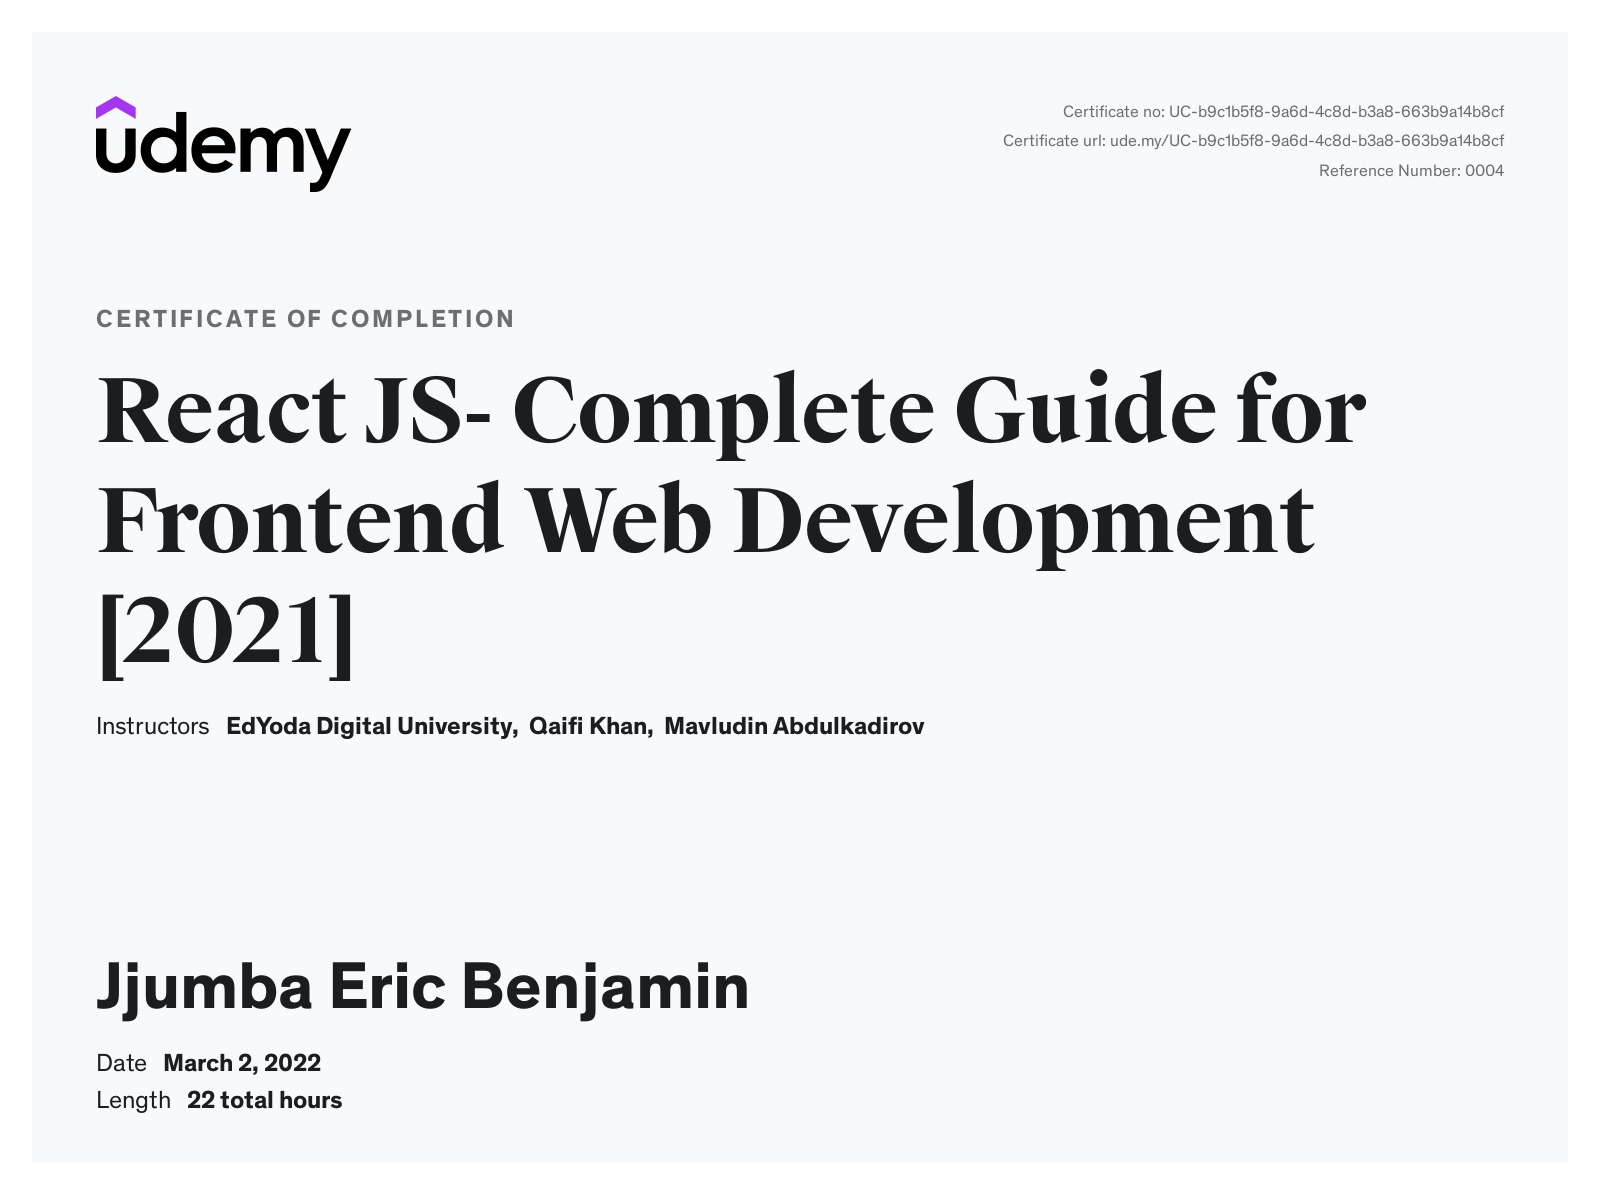 udemy
Certificate no: UC-b9c1b5f8-9a6d-4c8d-b3a8-663b9a14b8cf
Certificate url: ude.my/UC-b9c1b5f8-9a6d-4c8d-b3a8-663b9a14b8cf
Reference Number: 0004
CERTIFICATE OF COMPLETION
React JS- Complete Guide for
Frontend Web Development
[2021]
Instructors EdYoda Digital University, Qaifi Khan, Mavludin Abdulkadirov
Jjumba Eric Benjamin
Date March 2, 2022
Length 22 total hours